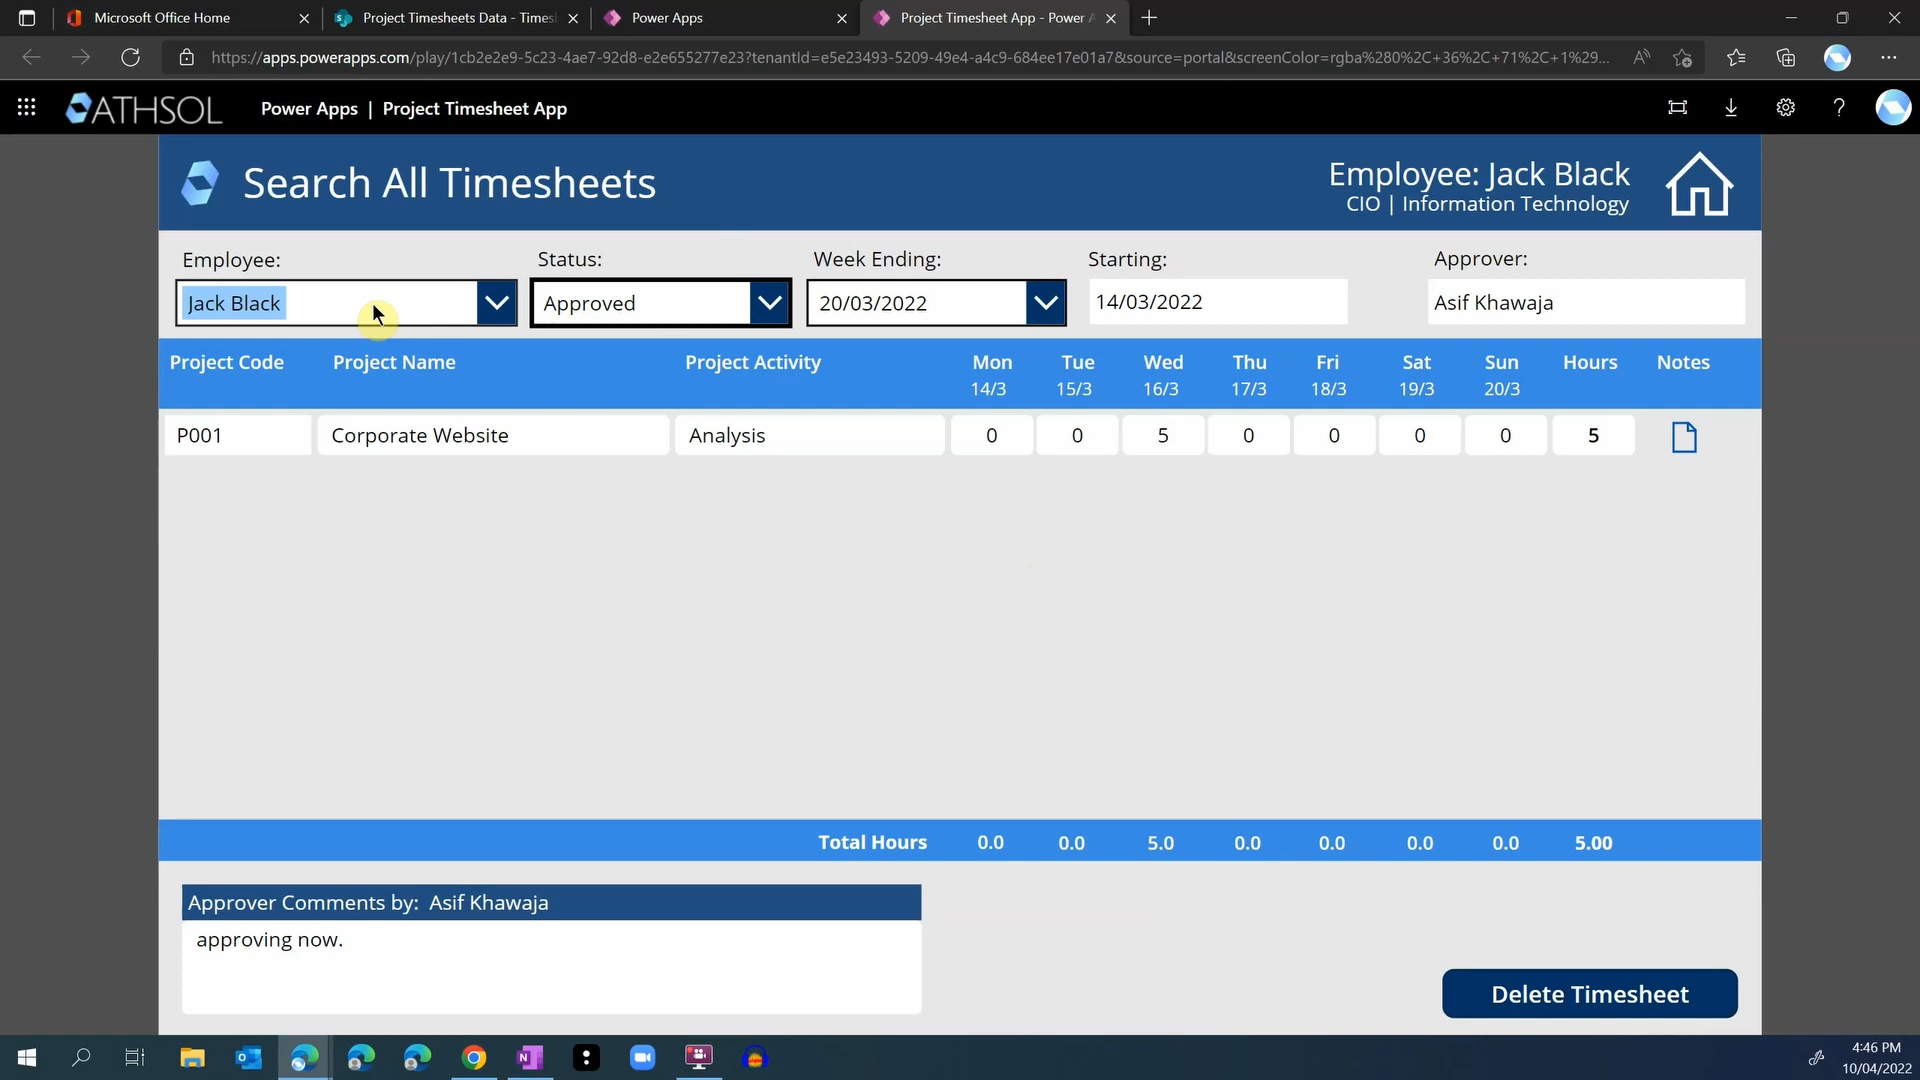 Microsoft Office Home
Project Timesheets Data - Times
Power Apps
Project Timesheet App - Power A
https://apps.powerapps.com/play/1cb2e2e9-5c23-4ae7-92d8-e2e655277e23?tenantId=e5e23493-5209-49e4-a4c9-684ee17e01a7&source=portal&screenColor=rgba%280%2C+36%2C+71%2C+1%29...
ATHSOL
Power Apps | Project Timesheet App
Search All Timesheets
Employee: Jack Black
CIO | Information Technology
Employee: Status: Week Ending: Starting: Approver:
Jack Black Approved 20/03/2022 14/03/2022 Asif Khawaja
Project Code Project Name Project Activity Mon Tue Wed Thu Fri Sat Sun Hours Notes
14/3 15/3 16/3 17/3 18/3 19/3 20/3
P001 Corporate Website Analysis 0 0 5 0 0 0 0 5
Total Hours 0.0 0.0 5.0 0.0 0.0 0.0 0.0 5.00
Approver Comments by: Asif Khawaja
approving now.
Delete Timesheet
4:46 PM
10/04/2022